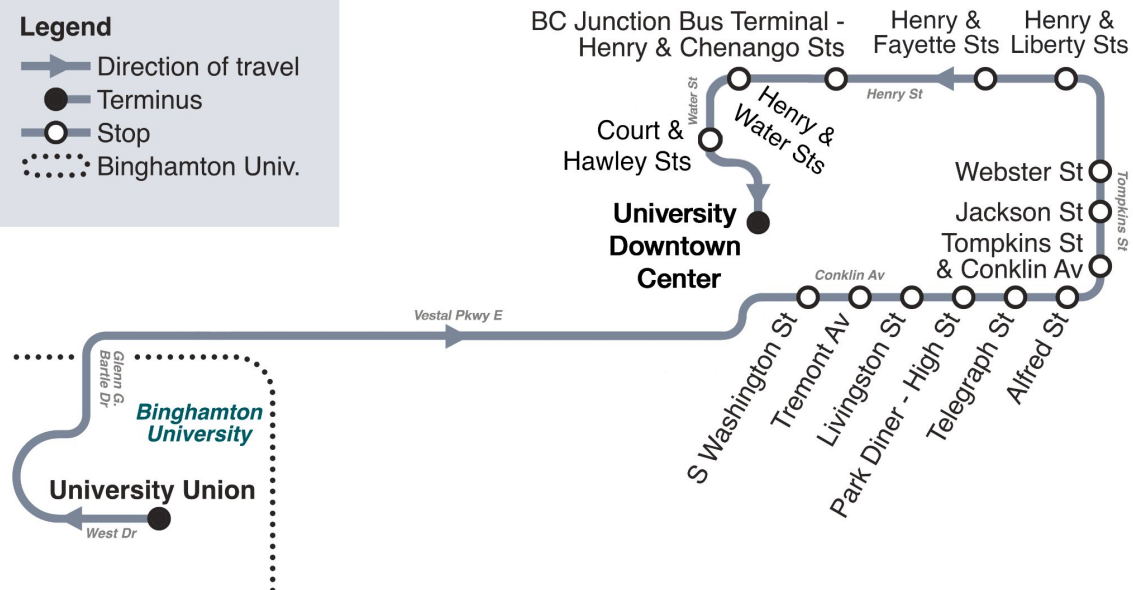 Legend
Direction of travel
Terminus
Stop
Binghamton Univ.
BC Junction Bus Terminal -
Henry & Chenango Sts
Henry &
Fayette Sts
Henry &
Liberty Sts
Henry St
Water St
Henry &
Water Sts
Court &
Hawley Sts
University
Downtown
Center
Webster St
Jackson St
Tompkins St
& Conklin Av
Tompkins St
Conklin Av
S Washington St
Tremont Av
Livingston St
Park Diner - High St
Telegraph St
Alfred St
Vestal Pkwy E
Glenn G.
Bartle Dr
Binghamton
University
University Union
West Dr